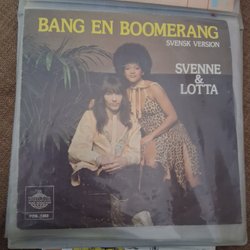 BANG EN BOOMERANG
SVENSK VERSION
SVENNE
&
LOTTA